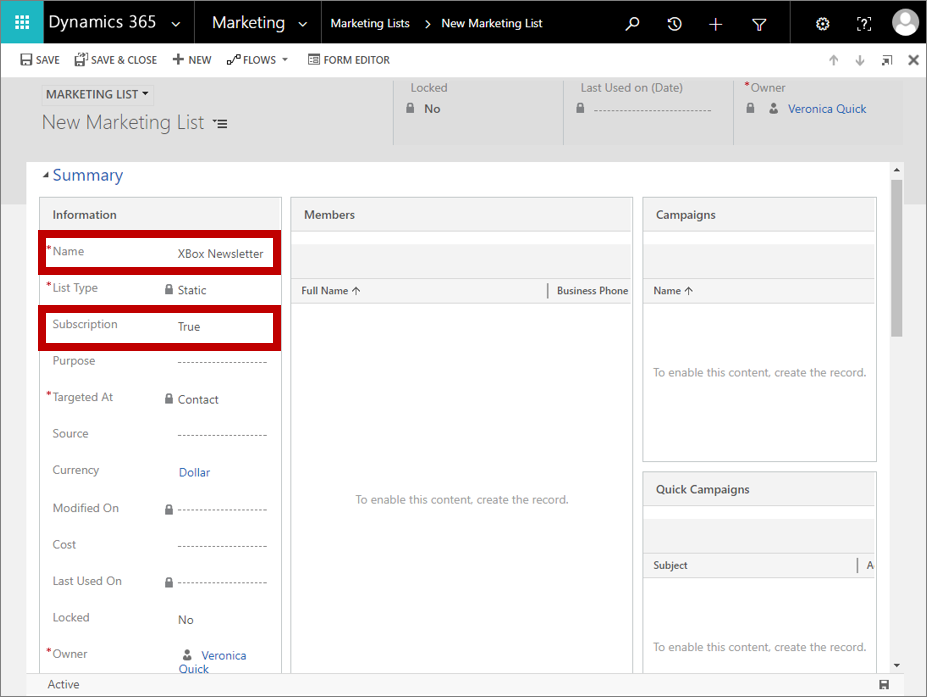 Dynamics 365 Marketing Marketing Lists New Marketing List
SAVE SAVE & CLOSE NEW FLOWS FORM EDITOR
MARKETING LIST
New Marketing List
Locked
No
Last Used on (Date)
*Owner
Veronica Quick
Summary
Information
*Name XBox Newsletter
*List Type Static
Subscription True
Purpose
*Targeted At Contact
Source
Currency Dollar
Modified On
Cost
Last Used On
Locked No
*Owner Veronica
Quick
Members
Full Name Business Phone
To enable this content, create the record.
Campaigns
Name
To enable this content, create the record.
Quick Campaigns
Subject A
To enable this content, create the record.
Active